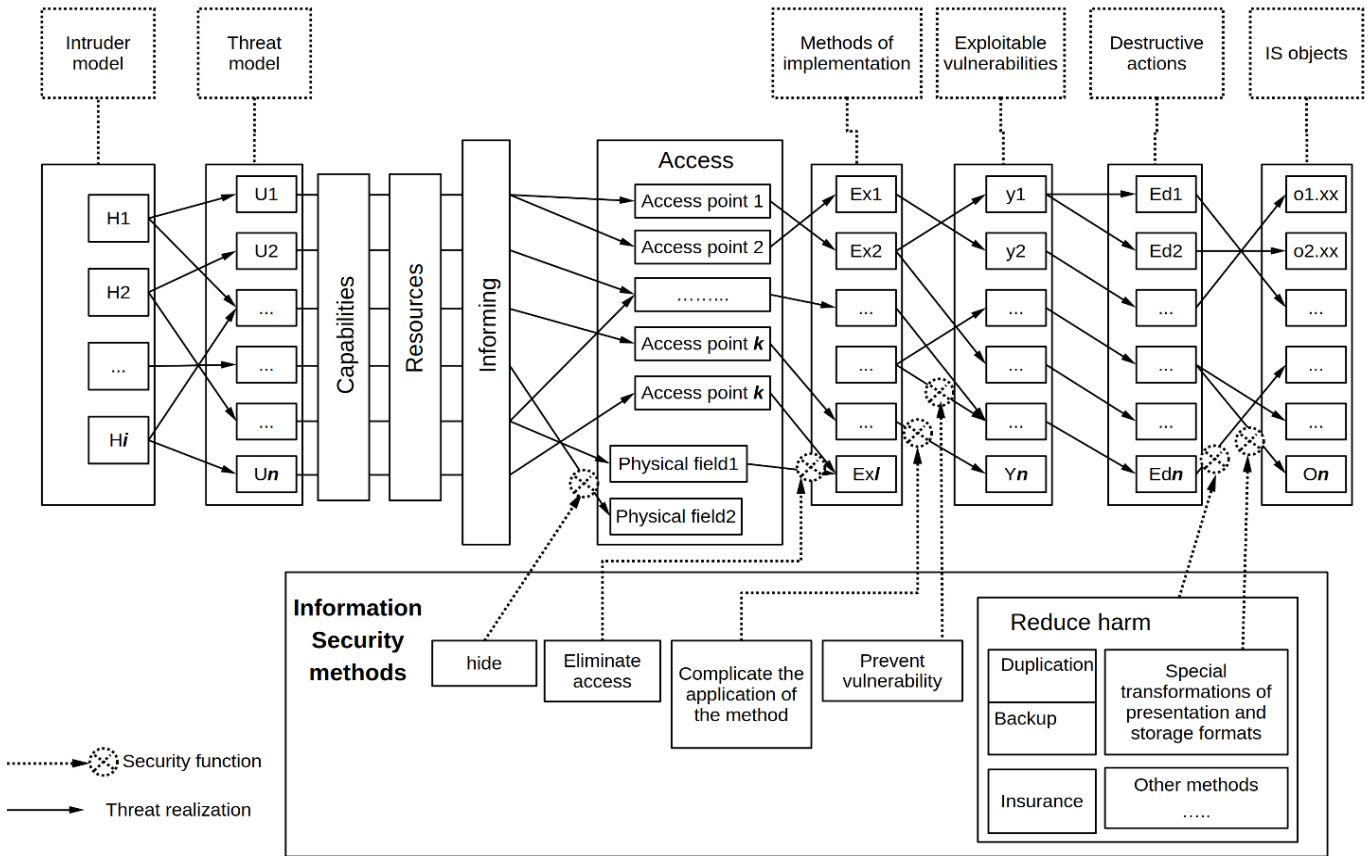 Intruder
model
Threat
model
Methods of
implementation
Exploitable
vulnerabilities
Destructive
actions
IS objects
H1
H2
...
Hi
U1
U2
...
...
...
Un
Capabilities
Resources
Informing
Access
Access point 1
Access point 2
.........
Access point k
Access point k
Physical field1
Physical field2
Ex1
Ex2
...
...
...
Exl
y1
y2
...
...
...
Yn
Ed1
Ed2
...
...
...
Edn
o1.xx
o2.xx
...
...
...
On
Information
Security
methods
hide
Eliminate
access
Complicate the
application of
the method
Prevent
vulnerability
Reduce harm
Duplication
Backup
Special
transformations of
presentation and
storage formats
Insurance
Other methods
.....
Security function
Threat realization